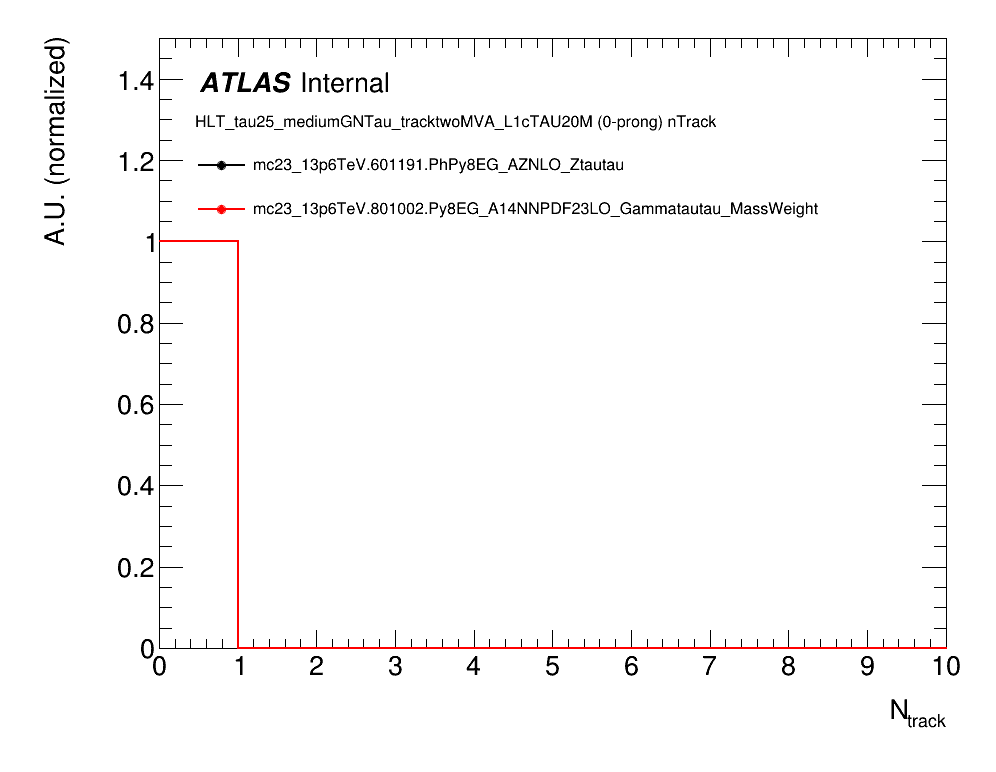 A.U. (normalized)
ATLAS Internal
HLT_tau25_mediumGNTau_tracktwoMVA_L1cTAU20M (0-prong) nTrack
mc23_13p6TeV.601191.PhPy8EG_AZNLO_Ztautau
mc23_13p6TeV.801002.Py8EG_A14NNPDF23LO_Gammatautau_MassWeight
1.4
1.2
1
0.8
0.6
0.4
0.2
0
0 1 2 3 4 5 6 7 8 9 10
N_track